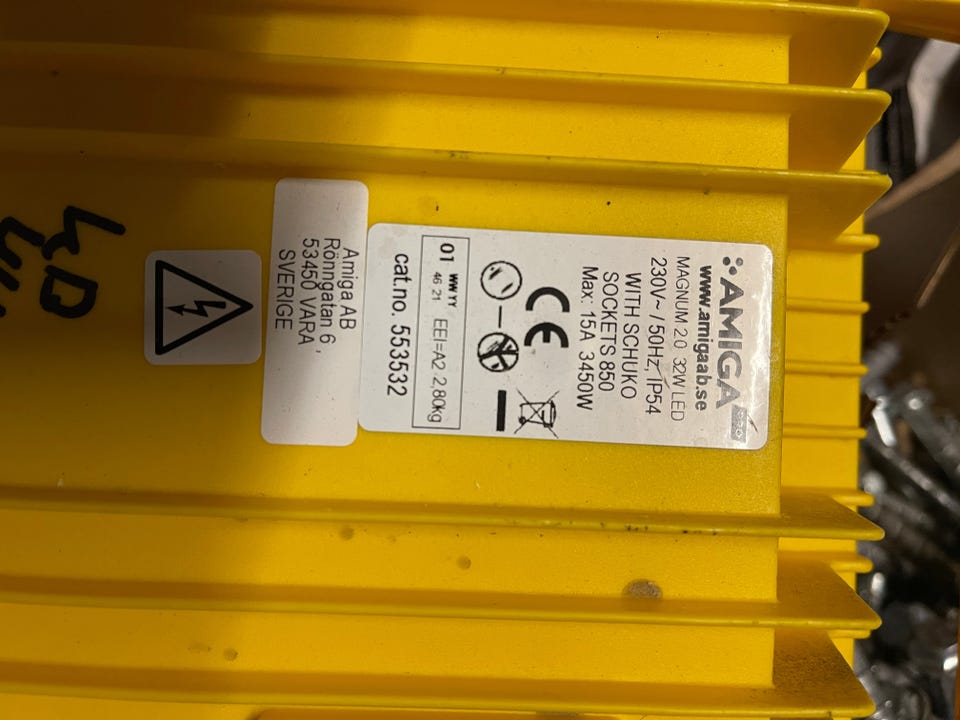 AMIGA PRO
www.amigaab.se
MAGNUM 2.0 32W LED
230V~ / 50Hz, IP54
WITH SCHUKO
SOCKETS 850
Max: 15A 3450W
CE
01 WW YY
46 21 EEI=A2 2,80kg
cat.no. 553532
Amiga AB
Rönngatan 6 ,
53450 VARA
SVERIGE